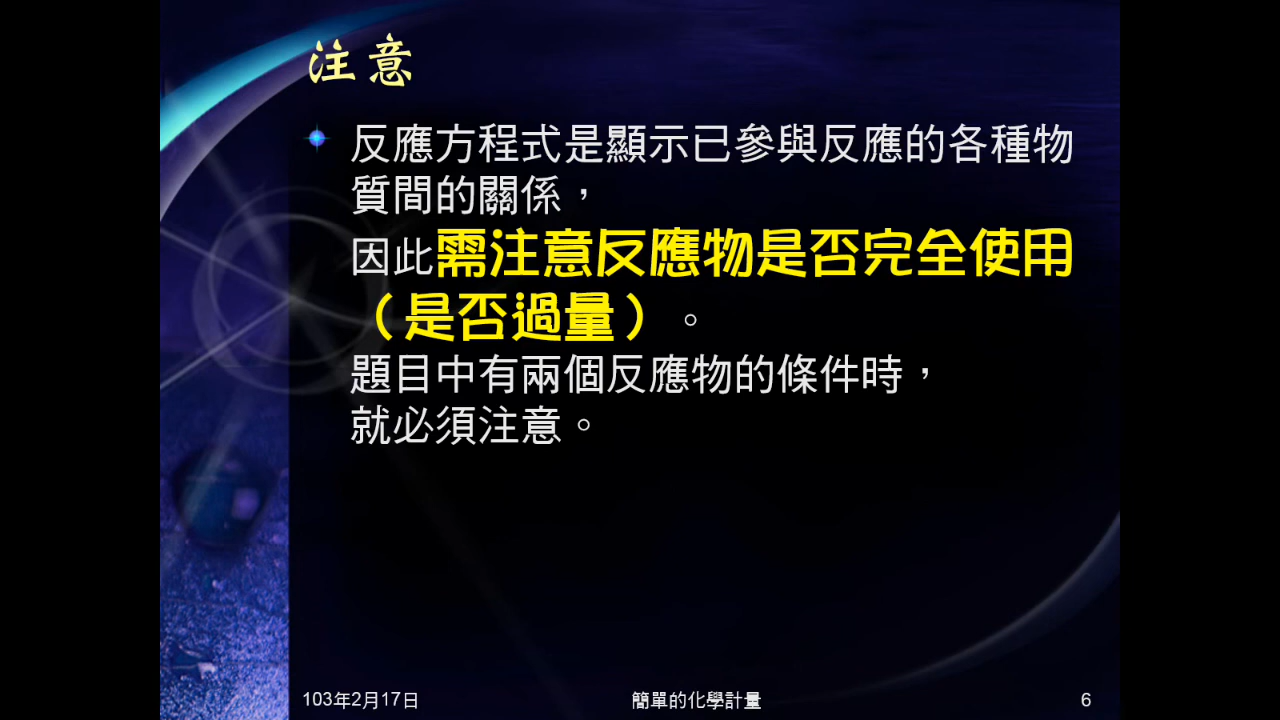 注意
反應方程式是顯示已參與反應的各種物
質間的關係，
因此需注意反應物是否完全使用
（是否過量）。
題目中有兩個反應物的條件時，
就必須注意。
103年2月17日
簡單的化學計量
6